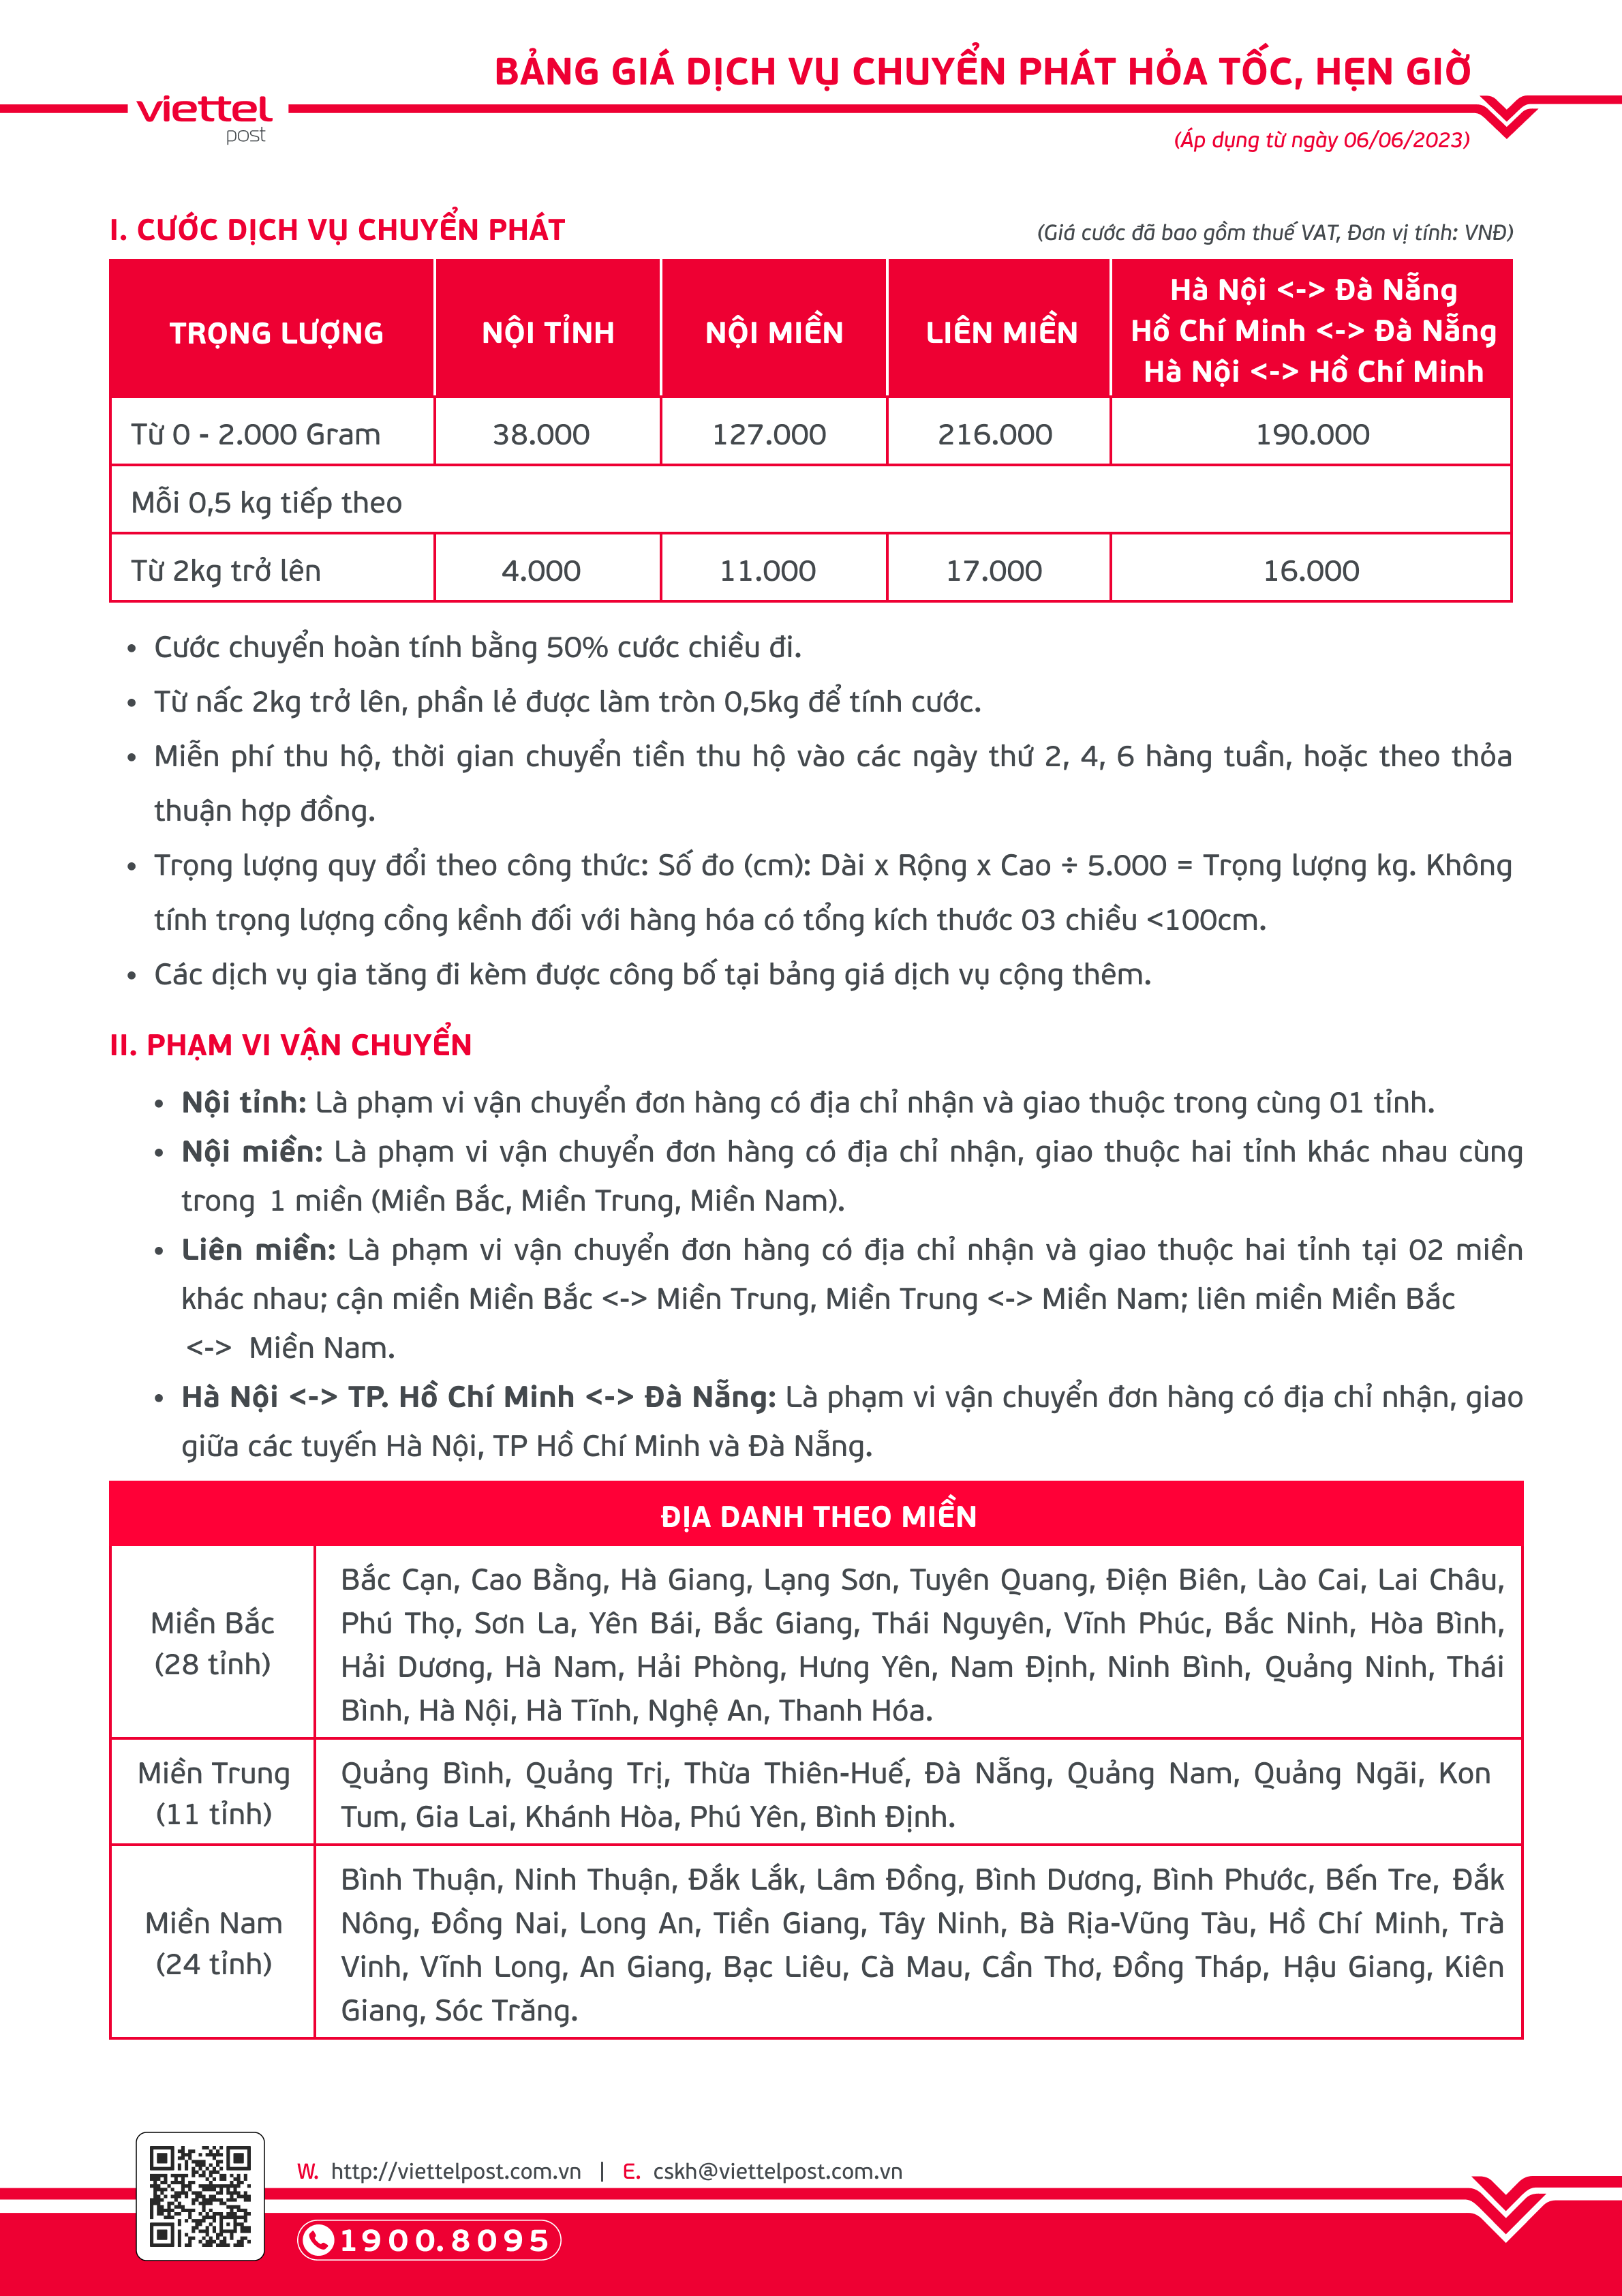 BẢNG GIÁ DỊCH VỤ CHUYỂN PHÁT HỎA TỐC, HẸN GIỜ
viettel
post
(Áp dụng từ ngày 06/06/2023)
I. CƯỚC DỊCH VỤ CHUYỂN PHÁT
(Giá cước đã bao gồm thuế VAT, Đơn vị tính: VNĐ)
TRỌNG LƯỢNG NỘI TỈNH NỘI MIỀN LIÊN MIỀN
Hà Nội <-> Đà Nẵng
Hồ Chí Minh <-> Đà Nẵng
Hà Nội <-> Hồ Chí Minh
Từ 0 - 2.000 Gram 38.000 127.000 216.000 190.000
Mỗi 0,5 kg tiếp theo
Từ 2kg trở lên 4.000 11.000 17.000 16.000
• Cước chuyển hoàn tính bằng 50% cước chiều đi.
• Từ nấc 2kg trở lên, phần lẻ được làm tròn 0,5kg để tính cước.
• Miễn phí thu hộ, thời gian chuyển tiền thu hộ vào các ngày thứ 2, 4, 6 hàng tuần, hoặc theo thỏa
thuận hợp đồng.
• Trọng lượng quy đổi theo công thức: Số đo (cm): Dài x Rộng x Cao ÷ 5.000 = Trọng lượng kg. Không
tính trọng lượng cồng kềnh đối với hàng hóa có tổng kích thước 03 chiều <100cm.
• Các dịch vụ gia tăng đi kèm được công bố tại bảng giá dịch vụ cộng thêm.
II. PHẠM VI VẬN CHUYỂN
• Nội tỉnh: Là phạm vi vận chuyển đơn hàng có địa chỉ nhận và giao thuộc trong cùng 01 tỉnh.
• Nội miền: Là phạm vi vận chuyển đơn hàng có địa chỉ nhận, giao thuộc hai tỉnh khác nhau cùng
trong 1 miền (Miền Bắc, Miền Trung, Miền Nam).
• Liên miền: Là phạm vi vận chuyển đơn hàng có địa chỉ nhận và giao thuộc hai tỉnh tại 02 miền
khác nhau; cận miền Miền Bắc <-> Miền Trung, Miền Trung <-> Miền Nam; liên miền Miền Bắc
<-> Miền Nam.
• Hà Nội <-> TP. Hồ Chí Minh <-> Đà Nẵng: Là phạm vi vận chuyển đơn hàng có địa chỉ nhận, giao
giữa các tuyến Hà Nội, TP Hồ Chí Minh và Đà Nẵng.
ĐỊA DANH THEO MIỀN
Miền Bắc
(28 tỉnh)
Bắc Cạn, Cao Bằng, Hà Giang, Lạng Sơn, Tuyên Quang, Điện Biên, Lào Cai, Lai Châu,
Phú Thọ, Sơn La, Yên Bái, Bắc Giang, Thái Nguyên, Vĩnh Phúc, Bắc Ninh, Hòa Bình,
Hải Dương, Hà Nam, Hải Phòng, Hưng Yên, Nam Định, Ninh Bình, Quảng Ninh, Thái
Bình, Hà Nội, Hà Tĩnh, Nghệ An, Thanh Hóa.
Miền Trung
(11 tỉnh)
Quảng Bình, Quảng Trị, Thừa Thiên-Huế, Đà Nẵng, Quảng Nam, Quảng Ngãi, Kon
Tum, Gia Lai, Khánh Hòa, Phú Yên, Bình Định.
Miền Nam
(24 tỉnh)
Bình Thuận, Ninh Thuận, Đắk Lắk, Lâm Đồng, Bình Dương, Bình Phước, Bến Tre, Đắk
Nông, Đồng Nai, Long An, Tiền Giang, Tây Ninh, Bà Rịa-Vũng Tàu, Hồ Chí Minh, Trà
Vinh, Vĩnh Long, An Giang, Bạc Liêu, Cà Mau, Cần Thơ, Đồng Tháp, Hậu Giang, Kiên
Giang, Sóc Trăng.
W. http://viettelpost.com.vn | E. cskh@viettelpost.com.vn
1900.8095